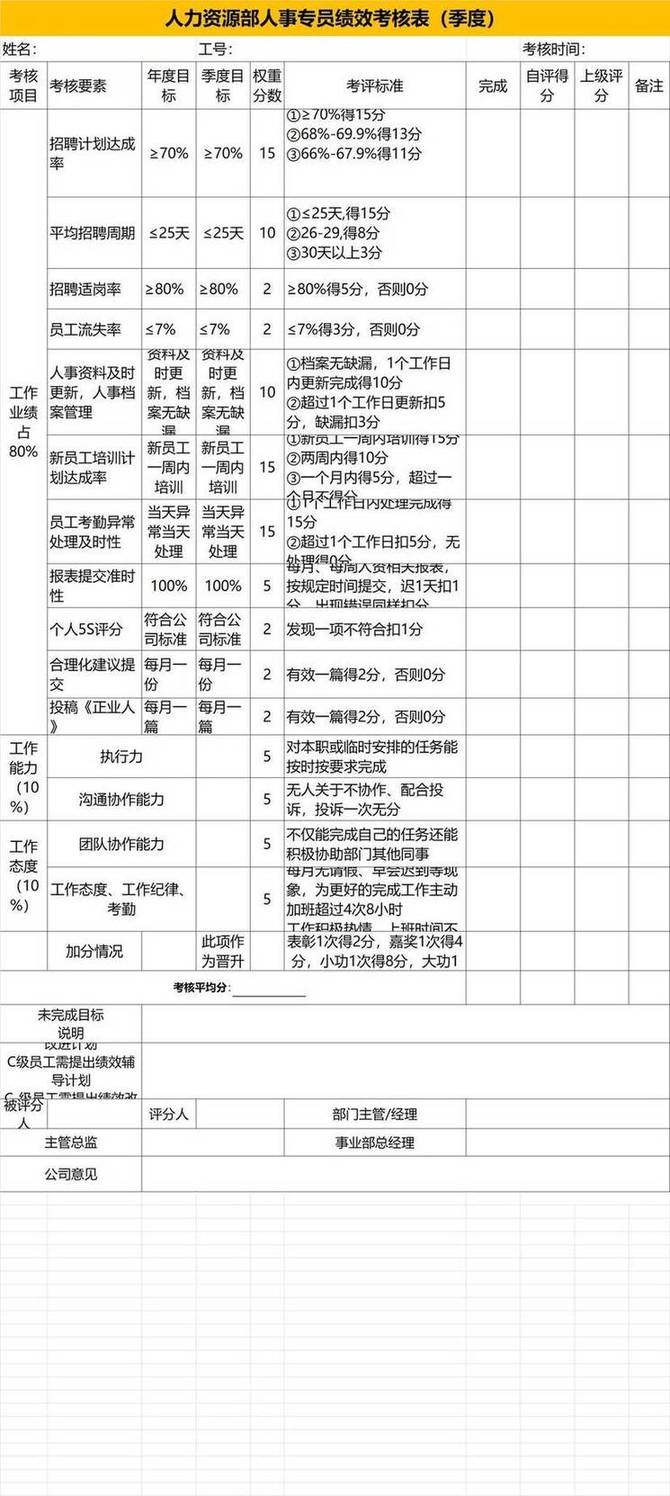 人力资源部人事专员绩效考核表（季度）
姓名： 工号： 考核时间：
考核项目 考核要素 年度目标 季度目标 权重分数 考评标准 完成 自评得分 上级评分 备注
工作业绩占80%
招聘计划达成率 ≥70% ≥70% 15
①≥70%得15分
②68%-69.9%得13分
③66%-67.9%得11分
平均招聘周期 ≤25天 ≤25天 10
①≤25天,得15分
②26-29,得8分
③30天以上3分
招聘适岗率 ≥80% ≥80% 2 ≥80%得5分，否则0分
员工流失率 ≤7% ≤7% 2 ≤7%得3分，否则0分
人事资料及时更新，人事档案管理 资料及时更新，档案无缺漏 资料及时更新，档案无缺漏 10
①档案无缺漏，1个工作日
内更新完成得10分
②超过1个工作日更新扣5
分，缺漏扣3分
新员工培训计划达成率 新员工一周内培训 新员工一周内培训 15
①新员工一周内培训得15分
②两周内得10分
③一个月内得5分，超过一
个月不得分
员工考勤异常处理及时性 当天异常当天处理 当天异常当天处理 15
①1个工作日内处理完成得
15分
②超过1个工作日扣5分，无
处理得0分
报表提交准时性 100% 100% 5
每月、每周人资相关报表，
按规定时间提交，迟1天扣1
分，出现错误同样扣分
个人5S评分 符合公司标准 符合公司标准 2 发现一项不符合扣1分
合理化建议提交 每月一份 每月一份 2 有效一篇得2分，否则0分
投稿《正业人》 每月一篇 每月一篇 2 有效一篇得2分，否则0分
工作能力（10%）
执行力 5
对本职或临时安排的任务能
按时按要求完成
沟通协作能力 5
无人关于不协作、配合投
诉，投诉一次无分
工作态度（10%）
团队协作能力 5
不仅能完成自己的任务还能
积极协助部门其他同事
工作态度、工作纪律、考勤 5
每月无请假、早会迟到等现
象，为更好的完成工作主动
加班超过4次8小时
工作积极热情，上班时间不
加分情况 此项作为晋升
表彰1次得2分，嘉奖1次得4
分，小功1次得8分，大功1
考核平均分：
未完成目标
说明
改进计划
C级员工需提出绩效辅
导计划
C-级员工需提出绩效改
被评分人 评分人 部门主管/经理
主管总监 事业部总经理
公司意见